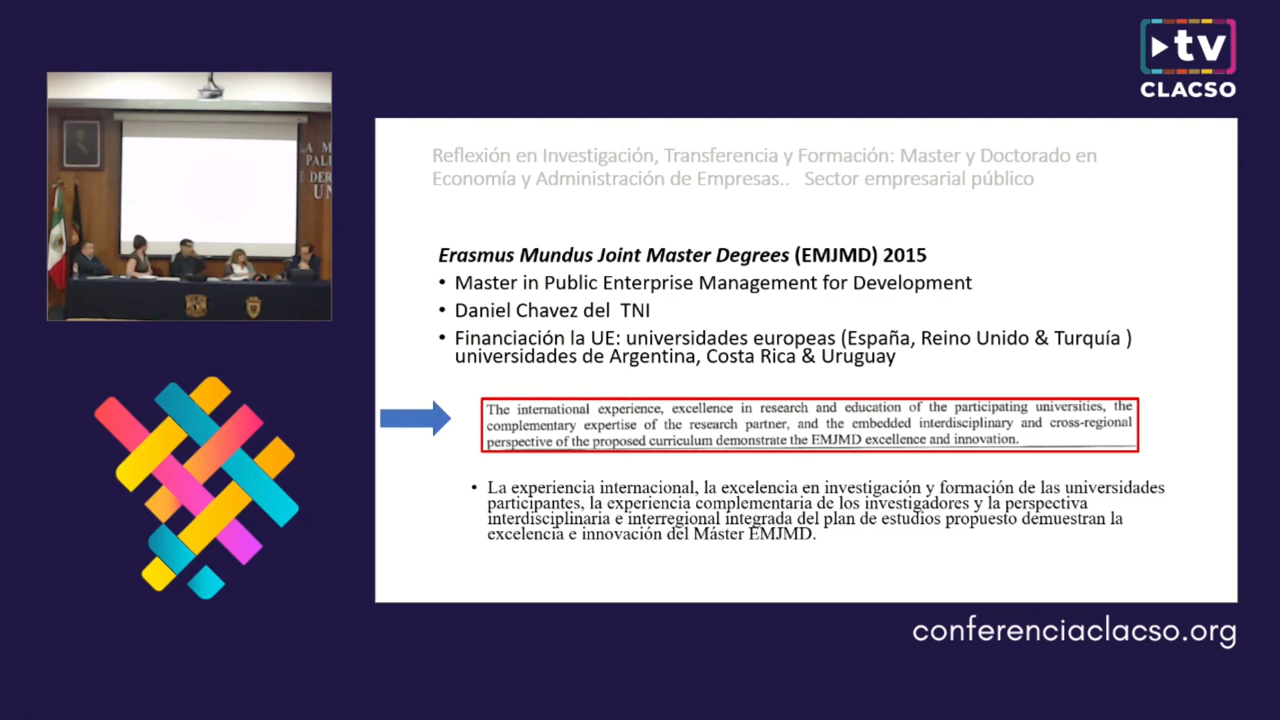 tv
CLACSO
LA M
PALI
E DER
UN
Reflexión en Investigación, Transferencia y Formación: Master y Doctorado en
Economía y Administración de Empresas.. Sector empresarial público
Erasmus Mundus Joint Master Degrees (EMJMD) 2015
• Master in Public Enterprise Management for Development
• Daniel Chavez del TNI
• Financiación la UE: universidades europeas (España, Reino Unido & Turquía )
universidades de Argentina, Costa Rica & Uruguay
The international experience, excellence in research and education of the participating universities, the
complementary expertise of the research partner, and the embedded interdisciplinary and cross-regional
perspective of the proposed curriculum demonstrate the EMJMD excellence and innovation.
• La experiencia internacional, la excelencia en investigación y formación de las universidades
participantes, la experiencia complementaria de los investigadores y la perspectiva
interdisciplinaria e interregional integrada del plan de estudios propuesto demuestran la
excelencia e innovación del Máster EMJMD.
conferenciaclacso.org